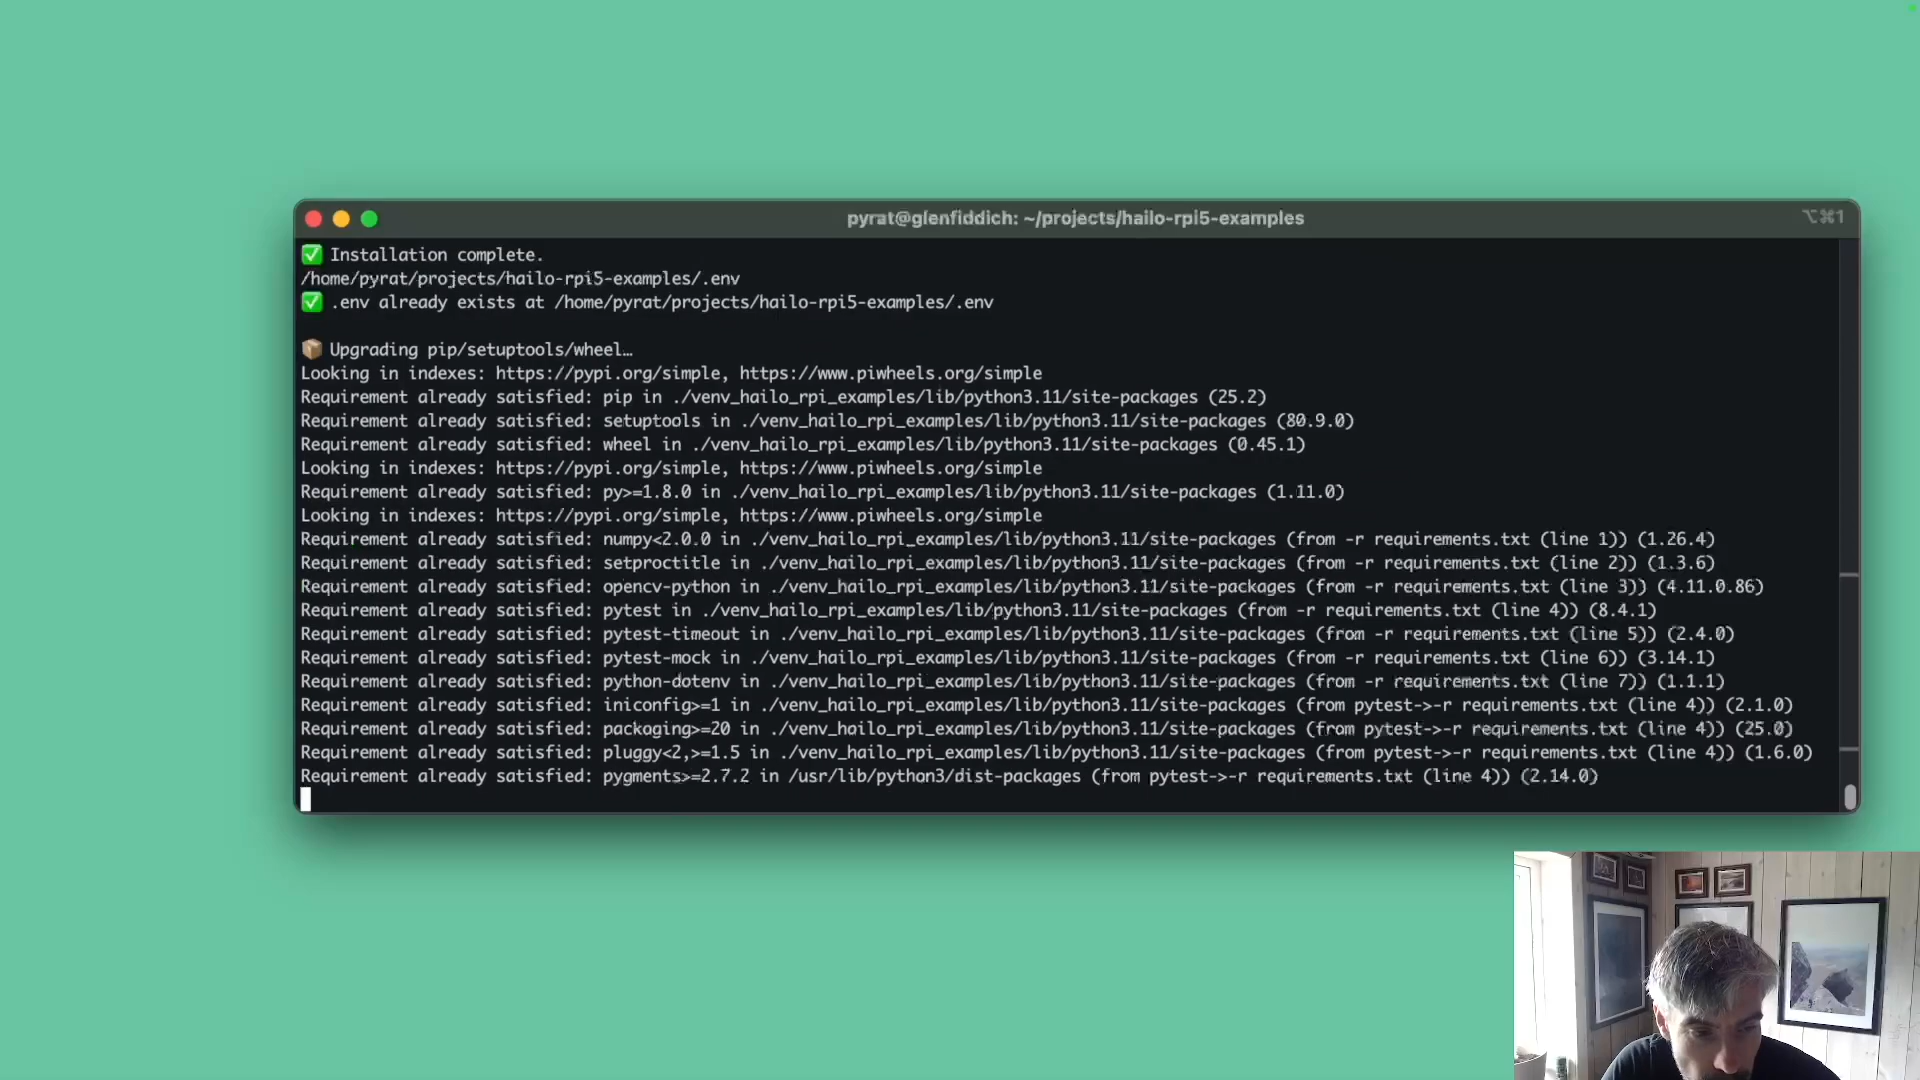 pyrat@glenfiddich: ~/projects/hailo-rpi5-examples
⌥⌘1
✅ Installation complete.
/home/pyrat/projects/hailo-rpi5-examples/.env
✅ .env already exists at /home/pyrat/projects/hailo-rpi5-examples/.env
📦 Upgrading pip/setuptools/wheel…
Looking in indexes: https://pypi.org/simple, https://www.piwheels.org/simple
Requirement already satisfied: pip in ./venv_hailo_rpi_examples/lib/python3.11/site-packages (25.2)
Requirement already satisfied: setuptools in ./venv_hailo_rpi_examples/lib/python3.11/site-packages (80.9.0)
Requirement already satisfied: wheel in ./venv_hailo_rpi_examples/lib/python3.11/site-packages (0.45.1)
Looking in indexes: https://pypi.org/simple, https://www.piwheels.org/simple
Requirement already satisfied: py>=1.8.0 in ./venv_hailo_rpi_examples/lib/python3.11/site-packages (1.11.0)
Looking in indexes: https://pypi.org/simple, https://www.piwheels.org/simple
Requirement already satisfied: numpy<2.0.0 in ./venv_hailo_rpi_examples/lib/python3.11/site-packages (from -r requirements.txt (line 1)) (1.26.4)
Requirement already satisfied: setproctitle in ./venv_hailo_rpi_examples/lib/python3.11/site-packages (from -r requirements.txt (line 2)) (1.3.6)
Requirement already satisfied: opencv-python in ./venv_hailo_rpi_examples/lib/python3.11/site-packages (from -r requirements.txt (line 3)) (4.11.0.86)
Requirement already satisfied: pytest in ./venv_hailo_rpi_examples/lib/python3.11/site-packages (from -r requirements.txt (line 4)) (8.4.1)
Requirement already satisfied: pytest-timeout in ./venv_hailo_rpi_examples/lib/python3.11/site-packages (from -r requirements.txt (line 5)) (2.4.0)
Requirement already satisfied: pytest-mock in ./venv_hailo_rpi_examples/lib/python3.11/site-packages (from -r requirements.txt (line 6)) (3.14.1)
Requirement already satisfied: python-dotenv in ./venv_hailo_rpi_examples/lib/python3.11/site-packages (from -r requirements.txt (line 7)) (1.1.1)
Requirement already satisfied: iniconfig>=1 in ./venv_hailo_rpi_examples/lib/python3.11/site-packages (from pytest->-r requirements.txt (line 4)) (2.1.0)
Requirement already satisfied: packaging>=20 in ./venv_hailo_rpi_examples/lib/python3.11/site-packages (from pytest->-r requirements.txt (line 4)) (25.0)
Requirement already satisfied: pluggy<2,>=1.5 in ./venv_hailo_rpi_examples/lib/python3.11/site-packages (from pytest->-r requirements.txt (line 4)) (1.6.0)
Requirement already satisfied: pygments>=2.7.2 in /usr/lib/python3/dist-packages (from pytest->-r requirements.txt (line 4)) (2.14.0)